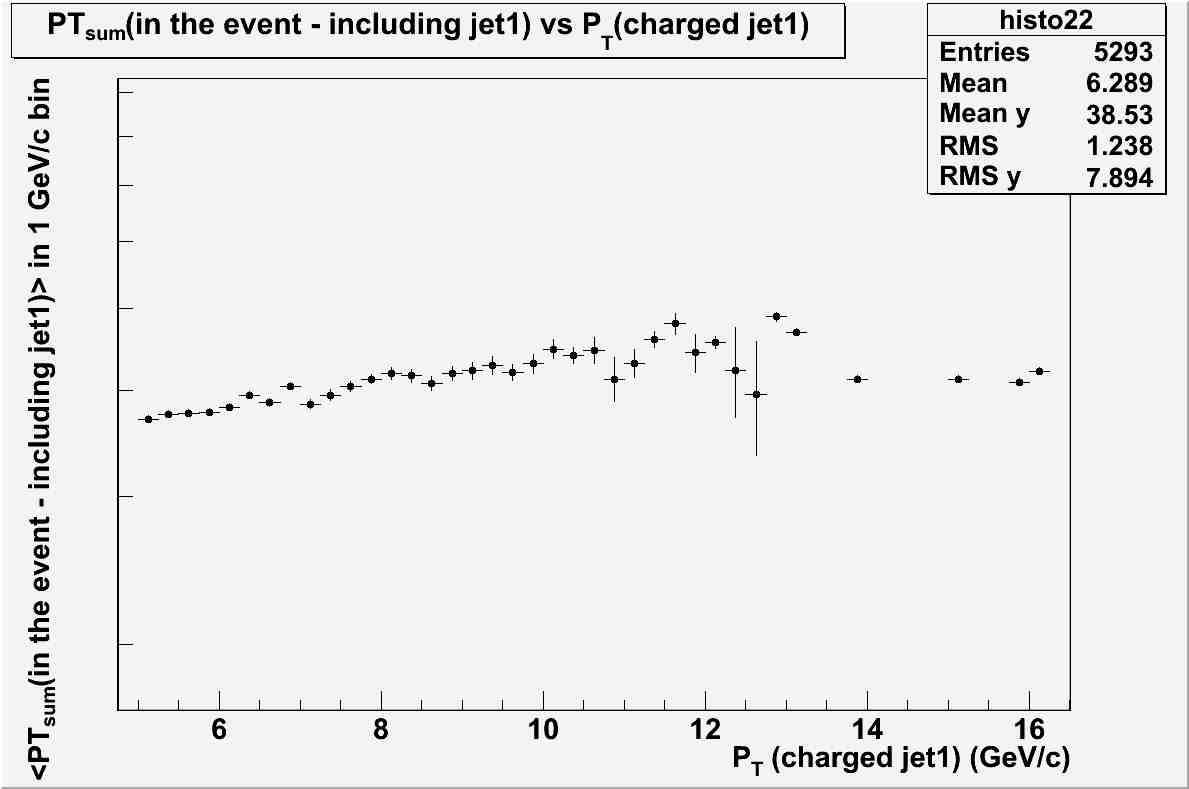 PTsum(in the event - including jet1) vs PT(charged jet1)
histo22
Entries 5293
Mean 6.289
Mean y 38.53
RMS 1.238
RMS y 7.894
<PTsum(in the event - including jet1)> in 1 GeV/c bin
6 8 10 12 14 16
PT (charged jet1) (GeV/c)